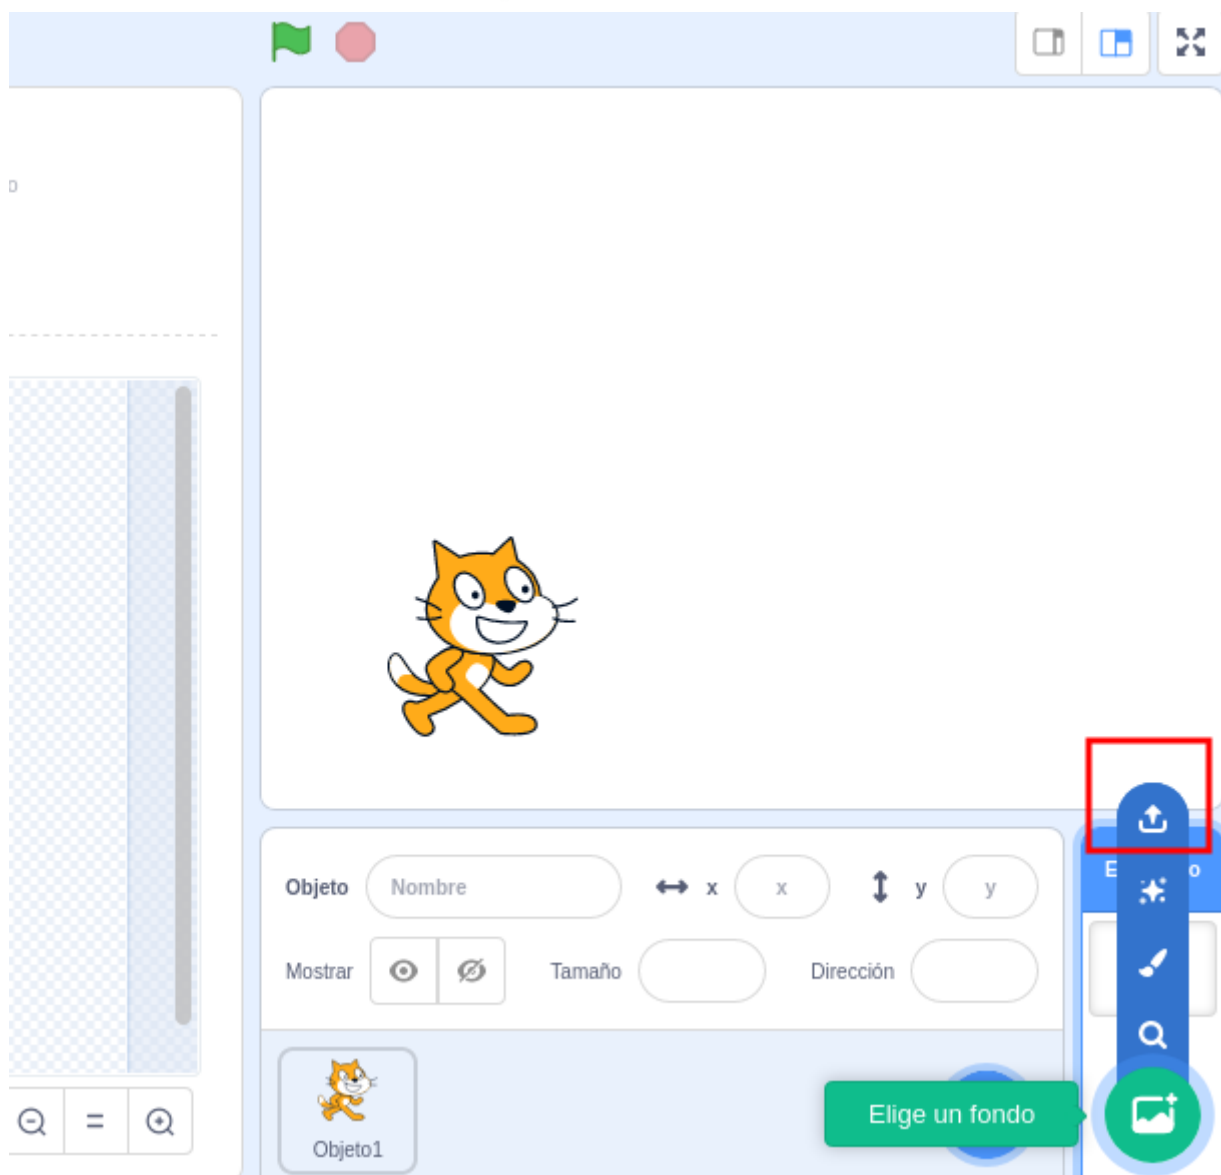 Objeto Nombre x x y y
Mostrar Tamaño Dirección
Elige un fondo
Objeto1